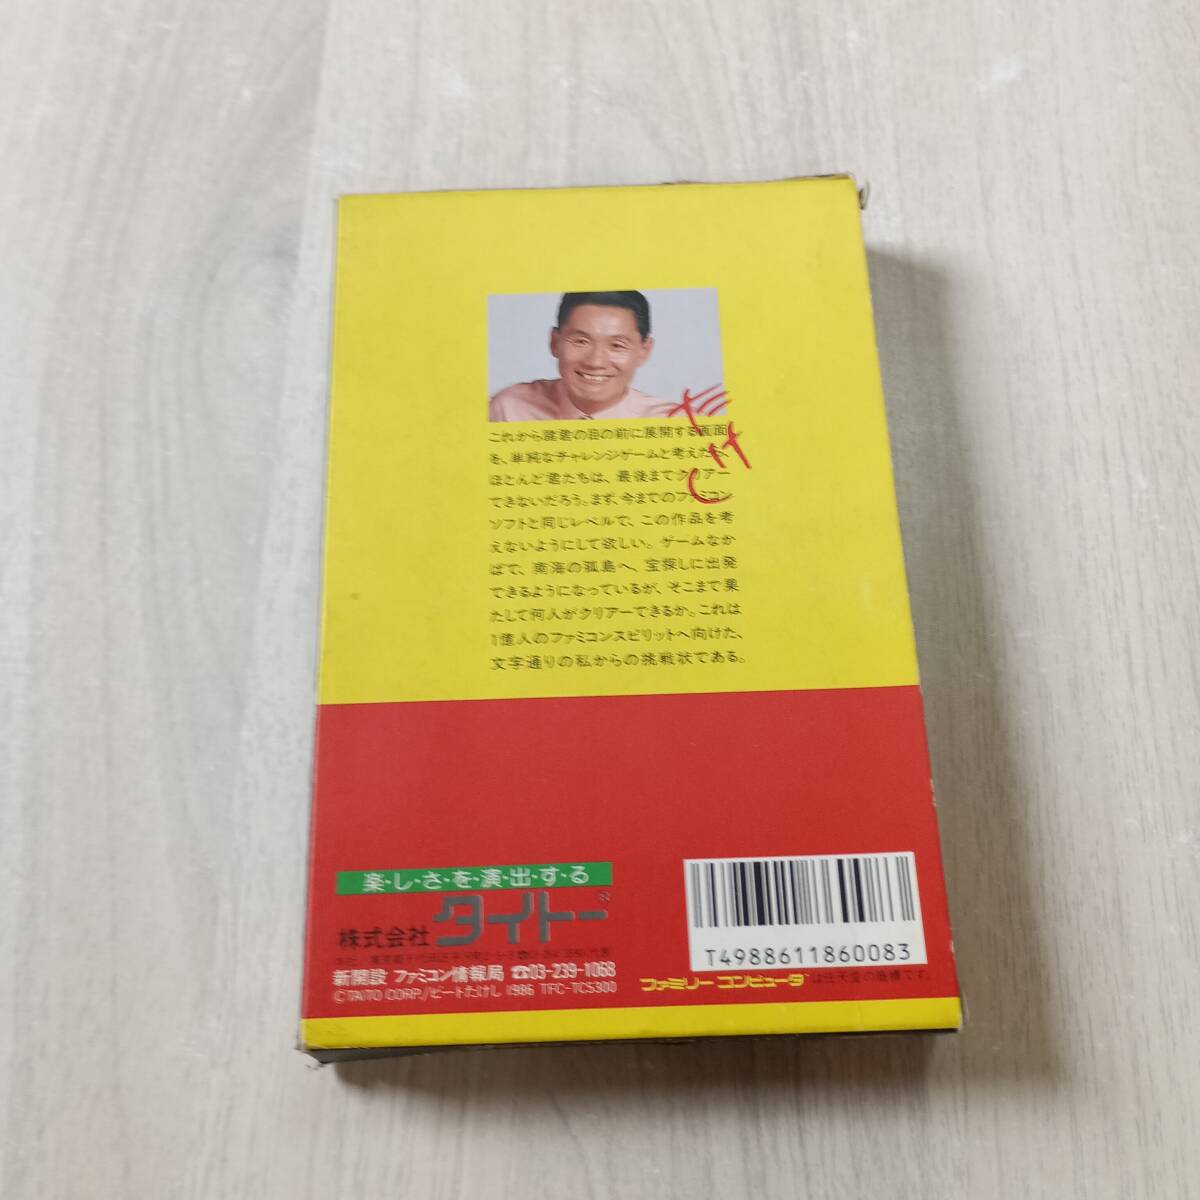 たけし
これから諸君の目の前に展開する画面
を、単純なチャレンジゲームと考えたら、
ほとんど君たちは、最後までクリアー
できないだろう。まず、今までのファミコン
ソフトと同じレベルで、この作品を考
えないようにして欲しい。ゲームなか
ばで、南海の孤島へ、宝探しに出発
できるようになっているが、そこまで果
たして何人がクリアーできるか。これは
1億人のファミコンスピリットへ向けた、
文字通りの私からの挑戦状である。
楽・し・さ・を・演・出・す・る
株式会社 タイトー
新開設 ファミコン情報局 ☎03-239-1068
©TAITO CORP./ビートたけし 1986 TFC-TC5300
T4988611860083
ファミリーコンピュータは任天堂の商標です。